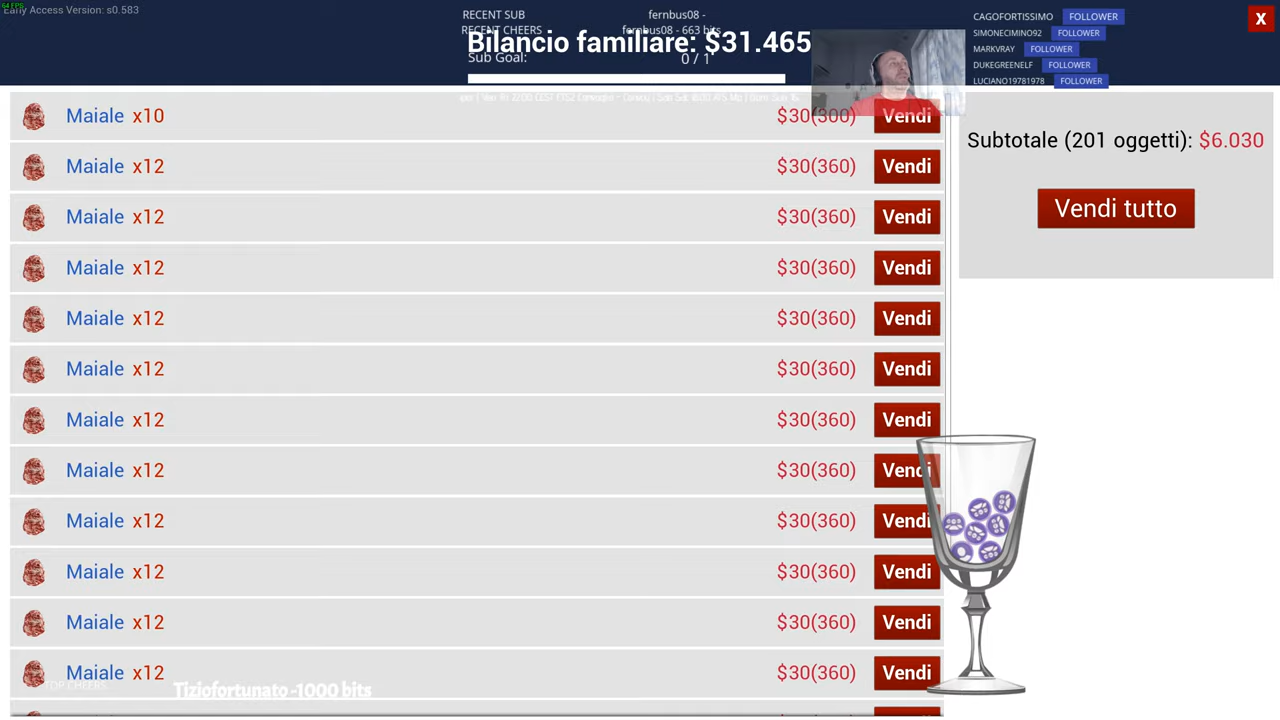 64 FPS
Early Access Version: s0.583
RECENT SUB
fernbus08 -
RECENT CHEERS
fernbus08 - 663 bits
Bilancio familiare: $31.465
Sub Goal:
0 / 1
CAGOFORTISSIMO FOLLOWER
SIMONECIMINO92 FOLLOWER
MARKVRAY FOLLOWER
DUKEGREENELF FOLLOWER
LUCIANO19781978 FOLLOWER
X
Maiale x10 $30(300) Vendi
Maiale x12 $30(360) Vendi
Maiale x12 $30(360) Vendi
Maiale x12 $30(360) Vendi
Maiale x12 $30(360) Vendi
Maiale x12 $30(360) Vendi
Maiale x12 $30(360) Vendi
Maiale x12 $30(360) Vendi
Maiale x12 $30(360) Vendi
Maiale x12 $30(360) Vendi
Maiale x12 $30(360) Vendi
Maiale x12 $30(360) Vendi
Subtotale (201 oggetti): $6.030
Vendi tutto
TOP CHEERS
Tiziofortunato -1000 bits